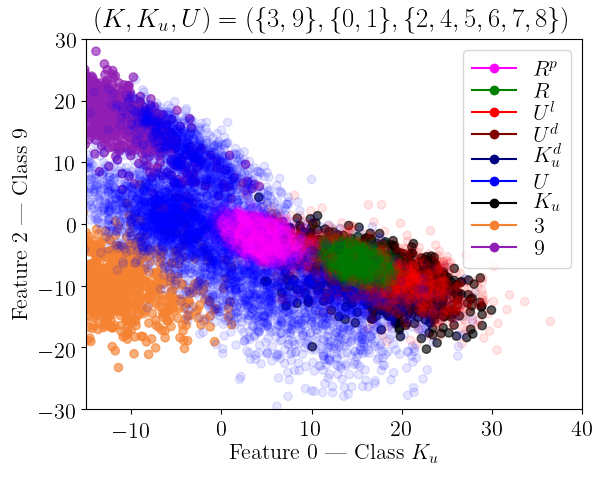 (K, K_u, U) = ({3, 9}, {0, 1}, {2, 4, 5, 6, 7, 8})
30
20
10
0
−10
−20
−30
Feature 2 — Class 9
R^p
R
U^l
U^d
K_u^d
U
K_u
3
9
−10
0
10
20
30
40
Feature 0 — Class K_u